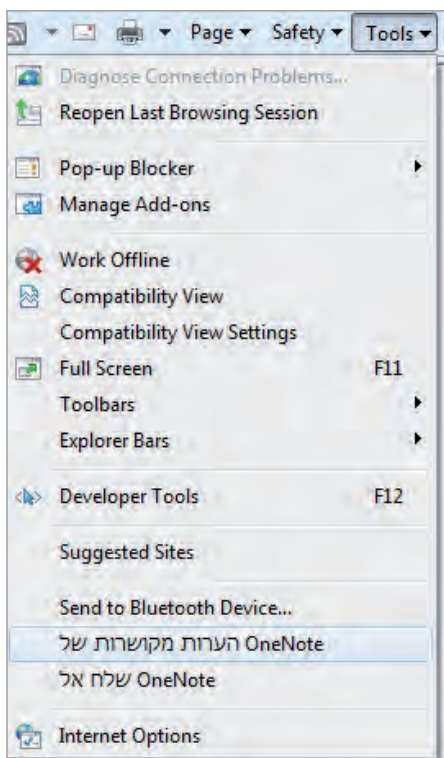 Page Safety Tools
Diagnose Connection Problems...
Reopen Last Browsing Session
Pop-up Blocker
Manage Add-ons
Work Offline
Compatibility View
Compatibility View Settings
Full Screen F11
Toolbars
Explorer Bars
Developer Tools F12
Suggested Sites
Send to Bluetooth Device...
הערות מקושרות של OneNote
שלח אל OneNote
Internet Options